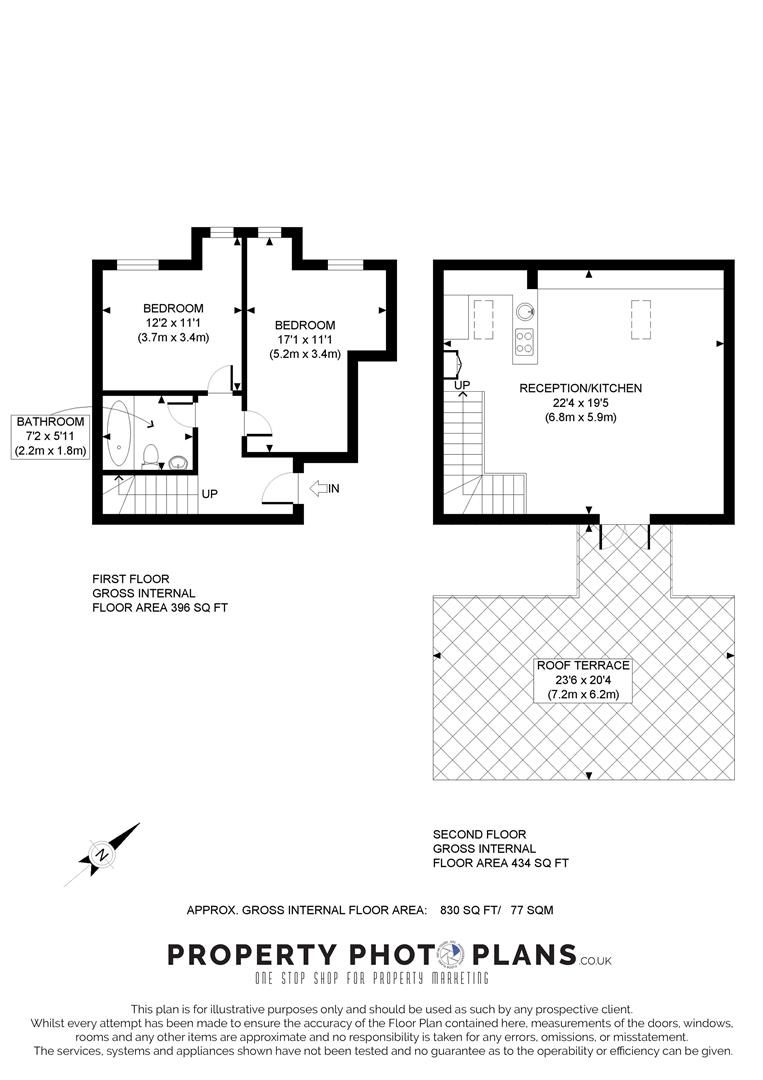 BEDROOM
12'2 x 11'1
(3.7m x 3.4m)
BEDROOM
17'1 x 11'1
(5.2m x 3.4m)
BATHROOM
7'2 x 5'11
(2.2m x 1.8m)
UP
IN
FIRST FLOOR
GROSS INTERNAL
FLOOR AREA 396 SQ FT
UP
RECEPTION/KITCHEN
22'4 x 19'5
(6.8m x 5.9m)
ROOF TERRACE
23'6 x 20'4
(7.2m x 6.2m)
SECOND FLOOR
GROSS INTERNAL
FLOOR AREA 434 SQ FT
N
APPROX. GROSS INTERNAL FLOOR AREA: 830 SQ FT/ 77 SQM
PROPERTY PHOTO PLANS.CO.UK
ONE STOP SHOP FOR PROPERTY MARKETING
This plan is for illustrative purposes only and should be used as such by any prospective client.
Whilst every attempt has been made to ensure the accuracy of the Floor Plan contained here, measurements of the doors, windows,
rooms and any other items are approximate and no responsibility is taken for any errors, omissions, or misstatement.
The services, systems and appliances shown have not been tested and no guarantee as to the operability or efficiency can be given.